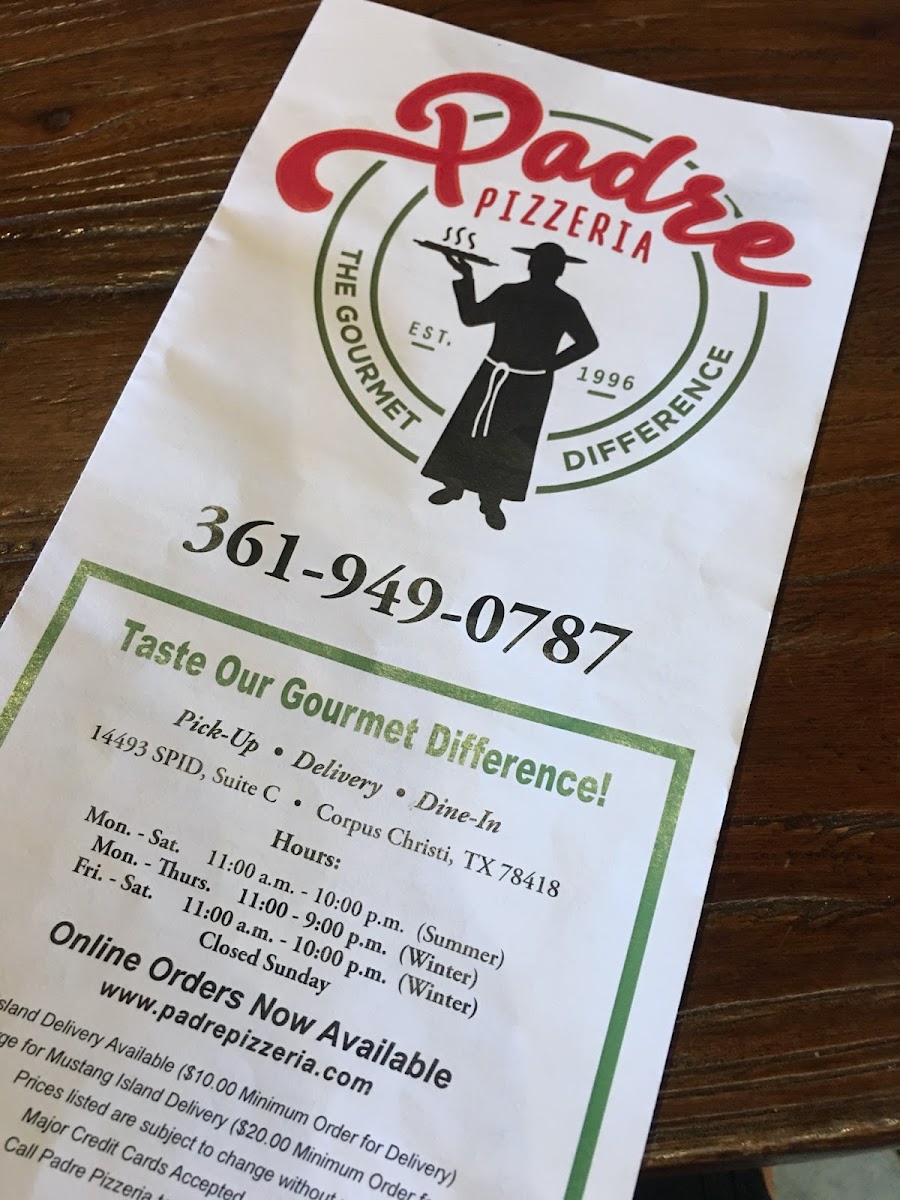 Padre
PIZZERIA
THE GOURMET
DIFFERENCE
EST.
1996
361-949-0787
Taste Our Gourmet Difference!
Pick-Up • Delivery • Dine-In
14493 SPID, Suite C • Corpus Christi, TX 78418
Hours:
Mon. - Sat. 11:00 a.m. - 10:00 p.m. (Summer)
Mon. - Thurs. 11:00 - 9:00 p.m. (Winter)
Fri. - Sat. 11:00 a.m. - 10:00 p.m. (Winter)
Closed Sunday
Online Orders Now Available
www.padrepizzeria.com
Delivery Available ($10.00 Minimum Order for Delivery)
for Mustang Island Delivery ($20.00 Minimum Order
Prices listed are subject to change without
Major Credit Cards Accepted
Call Padre Pizzeria